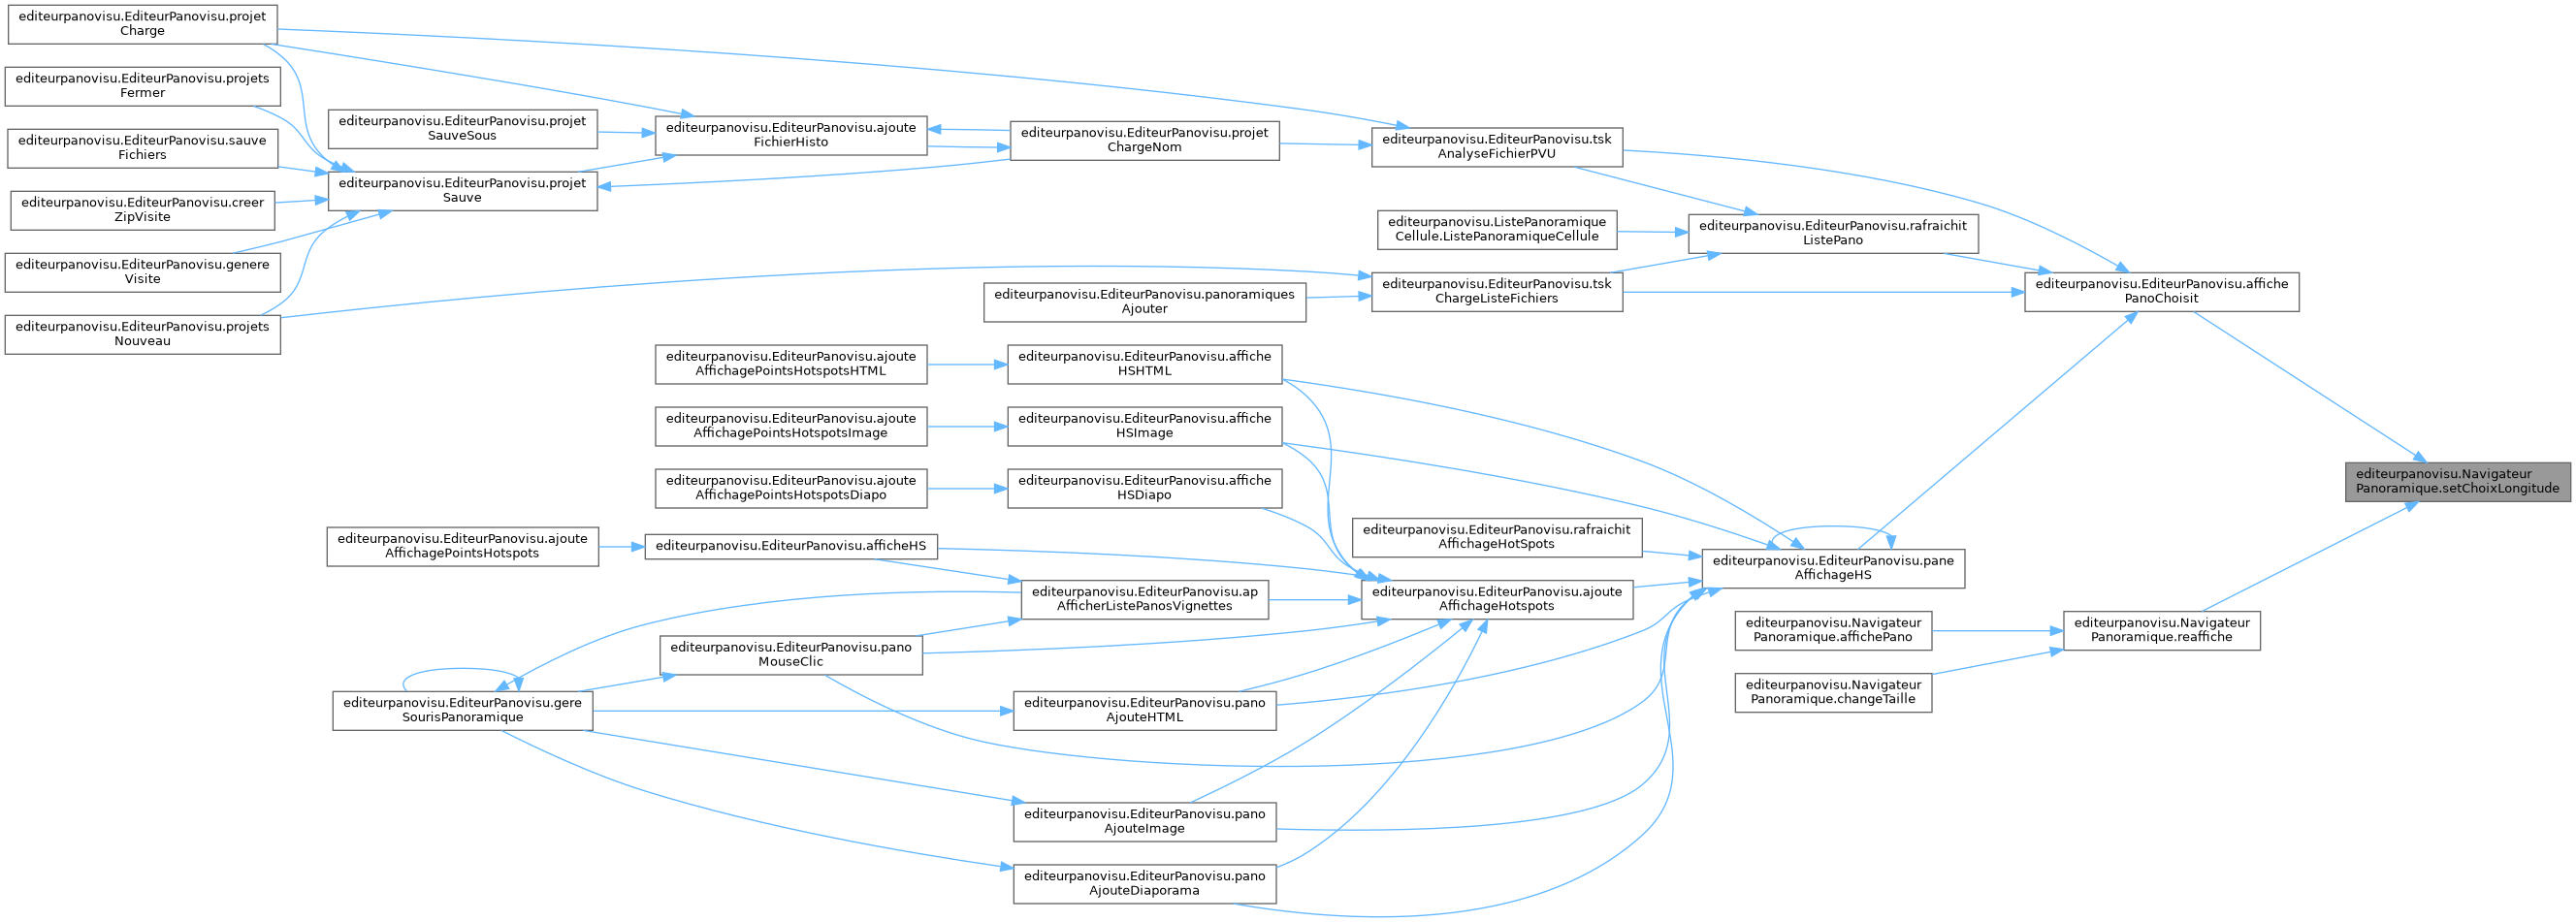 editeurpanovisu.EditeurPanovisu.projet
Charge
editeurpanovisu.EditeurPanovisu.projets
Fermer
editeurpanovisu.EditeurPanovisu.sauve
Fichiers
editeurpanovisu.EditeurPanovisu.creer
ZipVisite
editeurpanovisu.EditeurPanovisu.genere
Visite
editeurpanovisu.EditeurPanovisu.projets
Nouveau
editeurpanovisu.EditeurPanovisu.projet
SauveSous
editeurpanovisu.EditeurPanovisu.projet
Sauve
editeurpanovisu.EditeurPanovisu.ajoute
AffichagePointsHotspots
editeurpanovisu.EditeurPanovisu.gere
SourisPanoramique
editeurpanovisu.EditeurPanovisu.ajoute
FichierHisto
editeurpanovisu.EditeurPanovisu.ajoute
AffichagePointsHotspotsHTML
editeurpanovisu.EditeurPanovisu.ajoute
AffichagePointsHotspotsImage
editeurpanovisu.EditeurPanovisu.ajoute
AffichagePointsHotspotsDiapo
editeurpanovisu.EditeurPanovisu.afficheHS
editeurpanovisu.EditeurPanovisu.pano
MouseClic
editeurpanovisu.EditeurPanovisu.projet
ChargeNom
editeurpanovisu.EditeurPanovisu.panoramiques
Ajouter
editeurpanovisu.EditeurPanovisu.affiche
HSHTML
editeurpanovisu.EditeurPanovisu.affiche
HSImage
editeurpanovisu.EditeurPanovisu.affiche
HSDiapo
editeurpanovisu.EditeurPanovisu.ap
AfficherListePanosVignettes
editeurpanovisu.EditeurPanovisu.pano
AjouteHTML
editeurpanovisu.EditeurPanovisu.pano
AjouteImage
editeurpanovisu.EditeurPanovisu.pano
AjouteDiaporama
editeurpanovisu.EditeurPanovisu.tsk
AnalyseFichierPVU
editeurpanovisu.ListePanoramique
Cellule.ListePanoramiqueCellule
editeurpanovisu.EditeurPanovisu.tsk
ChargeListeFichiers
editeurpanovisu.EditeurPanovisu.rafraichit
AffichageHotSpots
editeurpanovisu.EditeurPanovisu.ajoute
AffichageHotspots
editeurpanovisu.EditeurPanovisu.rafraichit
ListePano
editeurpanovisu.EditeurPanovisu.pane
AffichageHS
editeurpanovisu.Navigateur
Panoramique.affichePano
editeurpanovisu.Navigateur
Panoramique.changeTaille
editeurpanovisu.EditeurPanovisu.affiche
PanoChoisit
editeurpanovisu.Navigateur
Panoramique.reaffiche
editeurpanovisu.Navigateur
Panoramique.setChoixLongitude